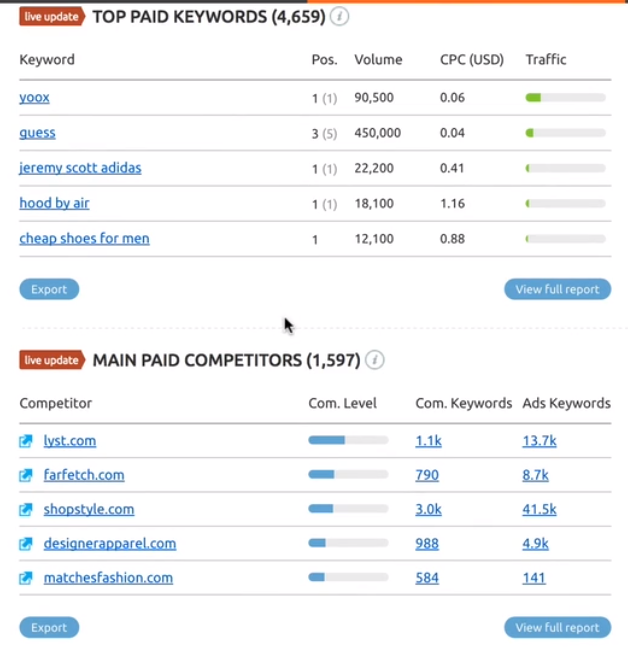 live update TOP PAID KEYWORDS (4,659) i
Keyword Pos. Volume CPC (USD) Traffic
yoox 1 (1) 90,500 0.06
guess 3 (5) 450,000 0.04
jeremy scott adidas 1 (1) 22,200 0.41
hood by air 1 (1) 18,100 1.16
cheap shoes for men 1 12,100 0.88
Export View full report
live update MAIN PAID COMPETITORS (1,597) i
Competitor Com. Level Com. Keywords Ads Keywords
lyst.com 1.1k 13.7k
farfetch.com 790 8.7k
shopstyle.com 3.0k 41.5k
designerapparel.com 988 4.9k
matchesfashion.com 584 141
Export View full report